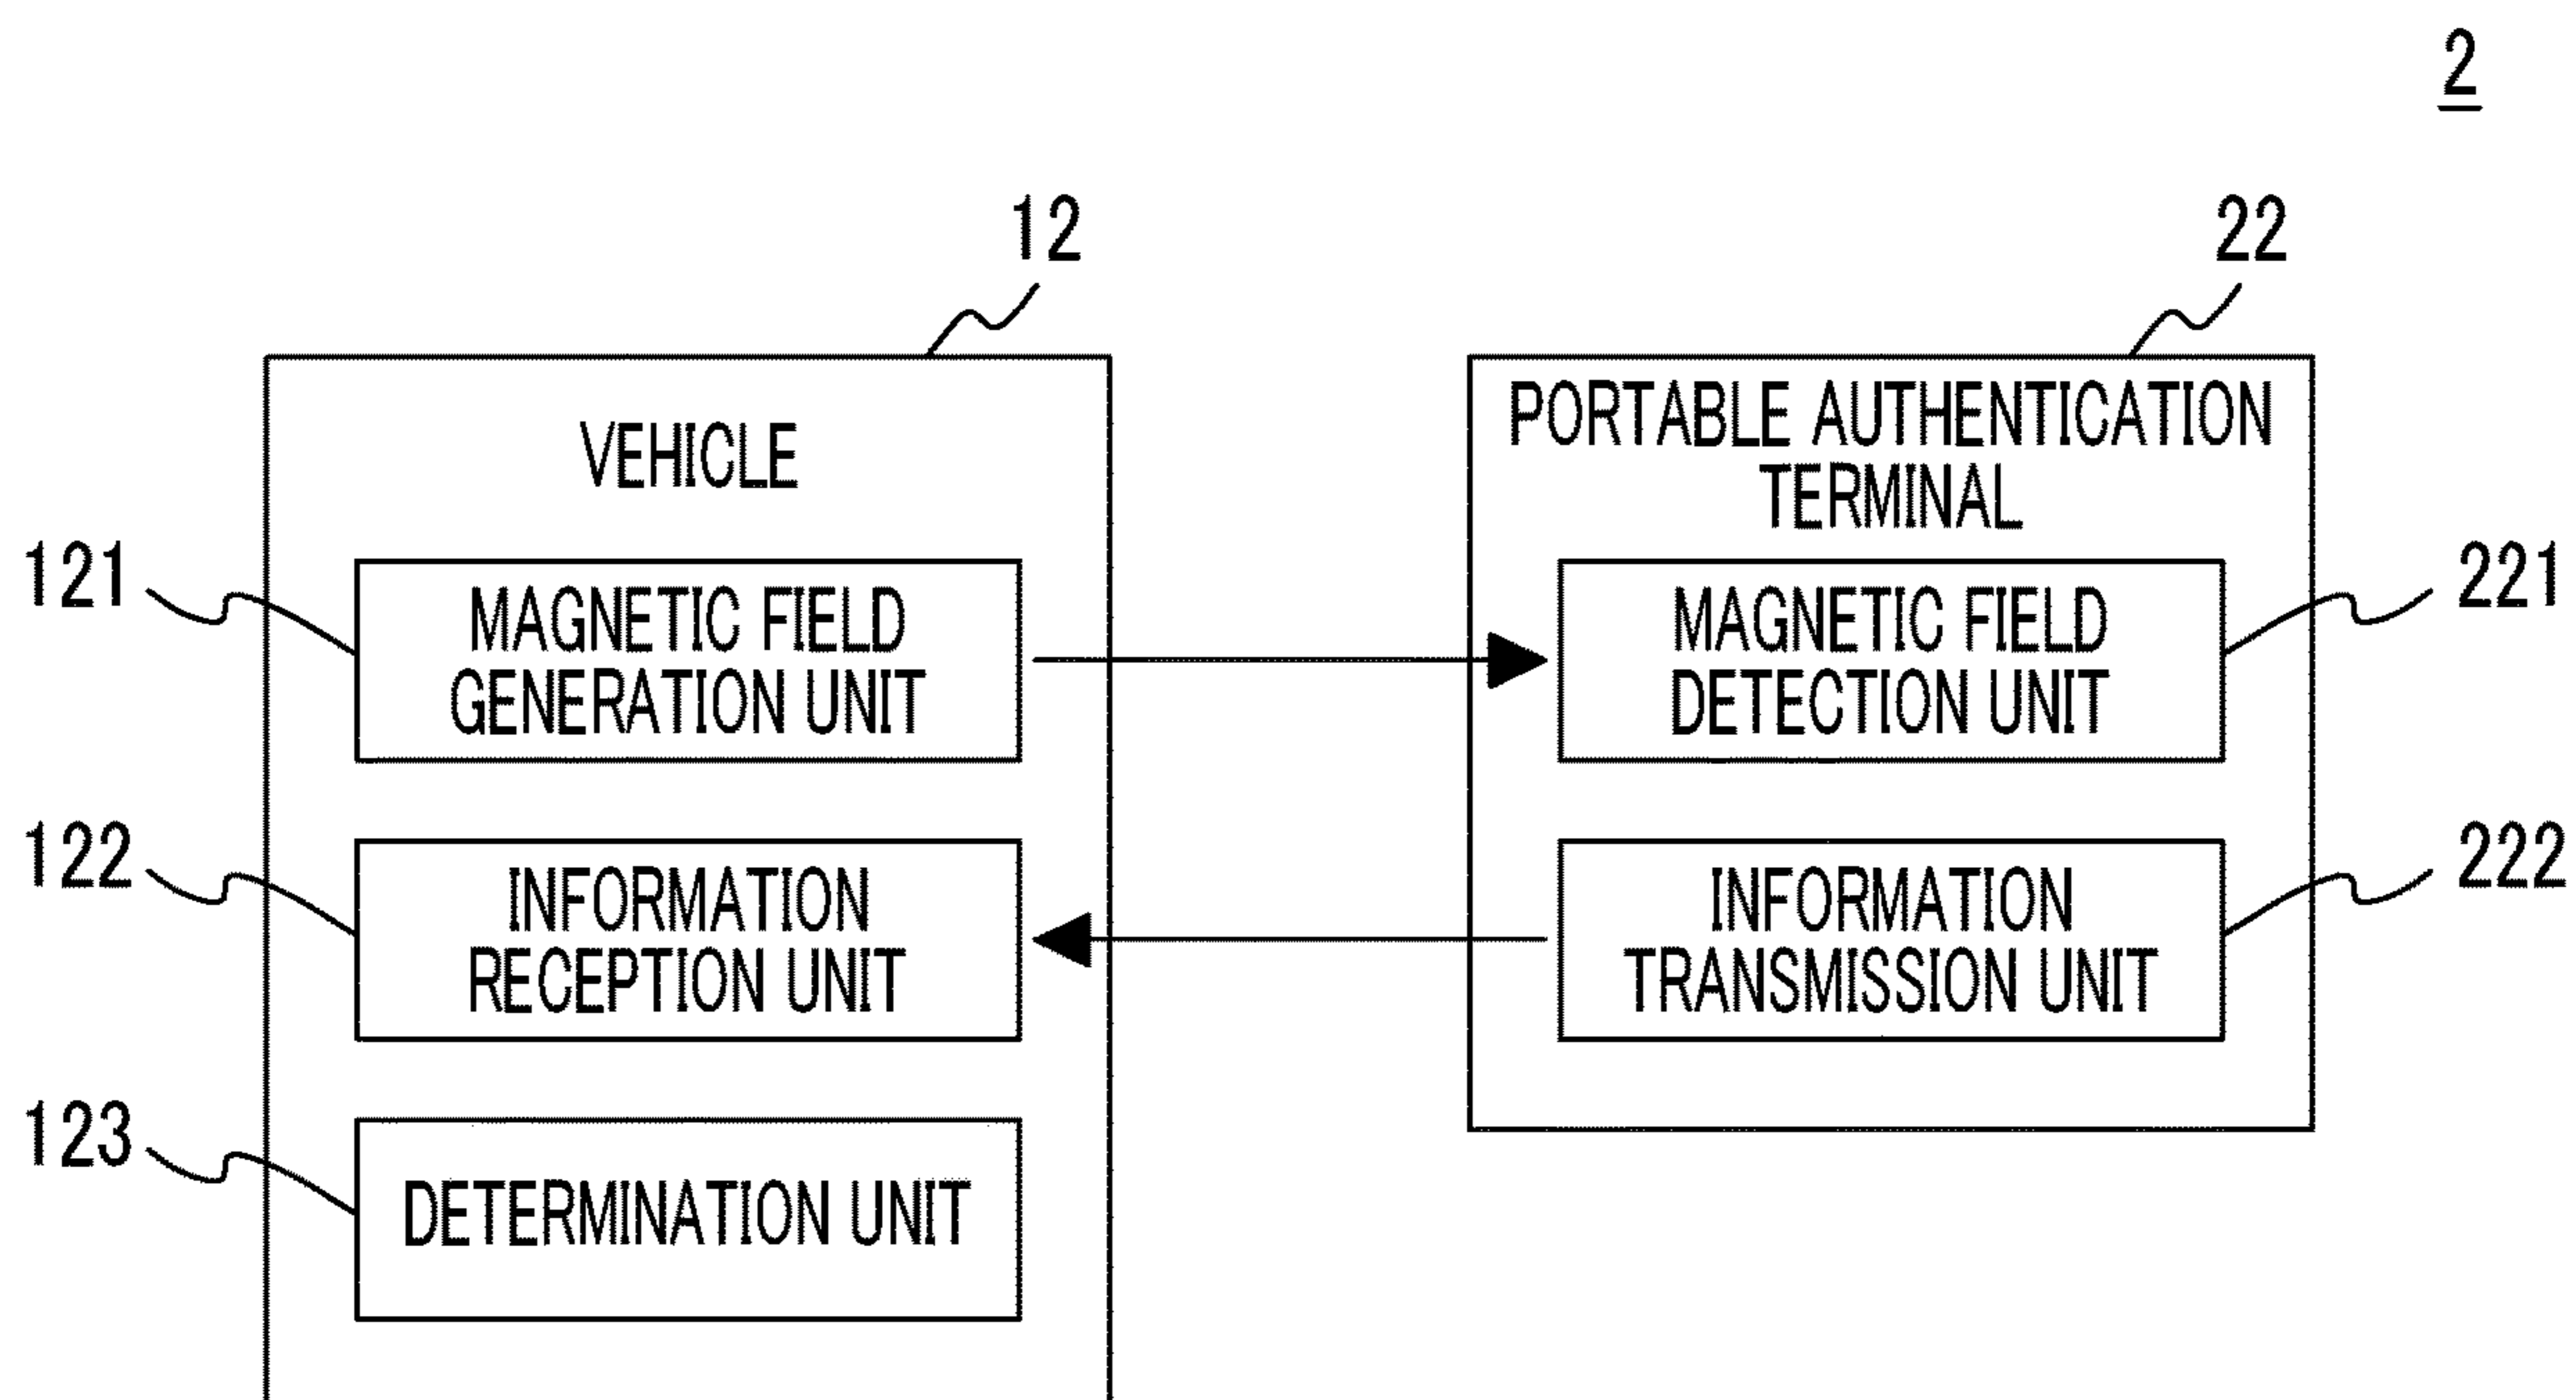 2
12
22
VEHICLE
PORTABLE AUTHENTICATION
TERMINAL
121
MAGNETIC FIELD
GENERATION UNIT
MAGNETIC FIELD
DETECTION UNIT
221
122
INFORMATION
RECEPTION UNIT
INFORMATION
TRANSMISSION UNIT
222
123
DETERMINATION UNIT